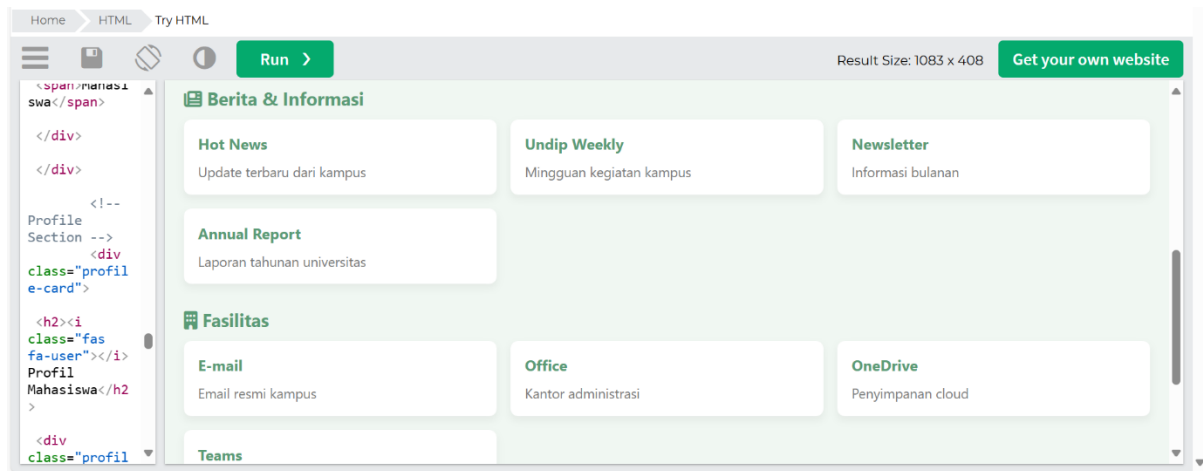 Home HTML Try HTML
Run ❯ Result Size: 1083 x 408 Get your own website
<span>Mahasi
swa</span>
</div>
</div>
<!--
Profile
Section -->
<div
class="profil
e-card">
<h2><i
class="fas
fa-user"></i>
Profil
Mahasiswa</h2
>
<div
class="profil
Berita & Informasi
Hot News
Update terbaru dari kampus
Undip Weekly
Mingguan kegiatan kampus
Newsletter
Informasi bulanan
Annual Report
Laporan tahunan universitas
Fasilitas
E-mail
Email resmi kampus
Office
Kantor administrasi
OneDrive
Penyimpanan cloud
Teams